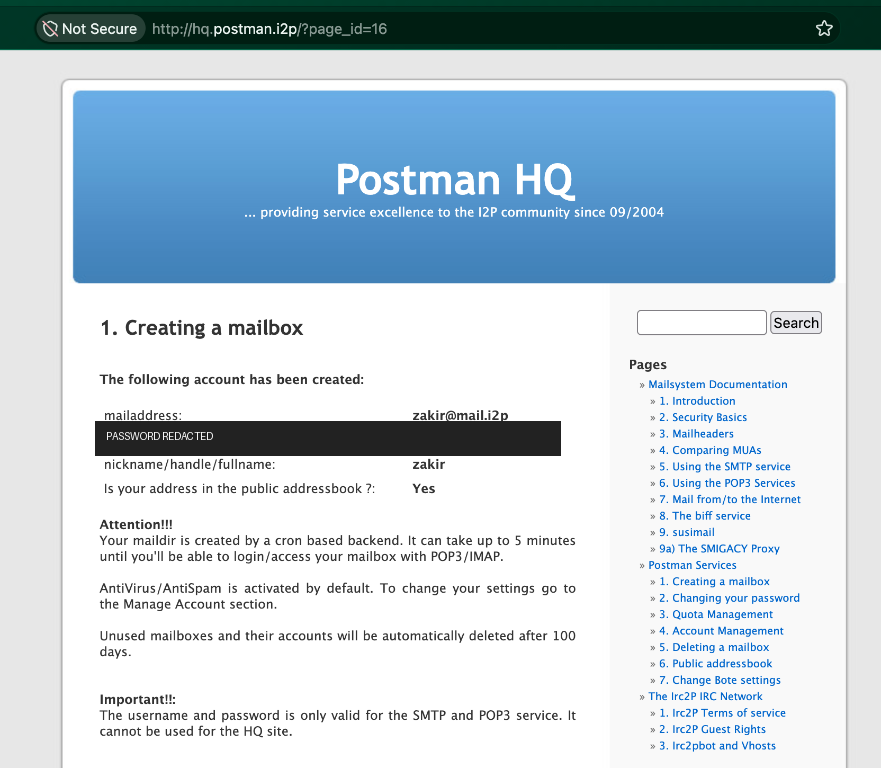 Not Secure http://hq.postman.i2p/?page_id=16
Postman HQ
... providing service excellence to the I2P community since 09/2004
1. Creating a mailbox
The following account has been created:
mailaddress: zakir@mail.i2p
PASSWORD REDACTED
nickname/handle/fullname: zakir
Is your address in the public addressbook ?: Yes
Attention!!!
Your maildir is created by a cron based backend. It can take up to 5 minutes
until you'll be able to login/access your mailbox with POP3/IMAP.
AntiVirus/AntiSpam is activated by default. To change your settings go to
the Manage Account section.
Unused mailboxes and their accounts will be automatically deleted after 100
days.
Important!!:
The username and password is only valid for the SMTP and POP3 service. It
cannot be used for the HQ site.
Search
Pages
» Mailsystem Documentation
» 1. Introduction
» 2. Security Basics
» 3. Mailheaders
» 4. Comparing MUAs
» 5. Using the SMTP service
» 6. Using the POP3 Services
» 7. Mail from/to the Internet
» 8. The biff service
» 9. susimail
» 9a) The SMIGACY Proxy
» Postman Services
» 1. Creating a mailbox
» 2. Changing your password
» 3. Quota Management
» 4. Account Management
» 5. Deleting a mailbox
» 6. Public addressbook
» 7. Change Bote settings
» The Irc2P IRC Network
» 1. Irc2P Terms of service
» 2. Irc2P Guest Rights
» 3. Irc2pbot and Vhosts